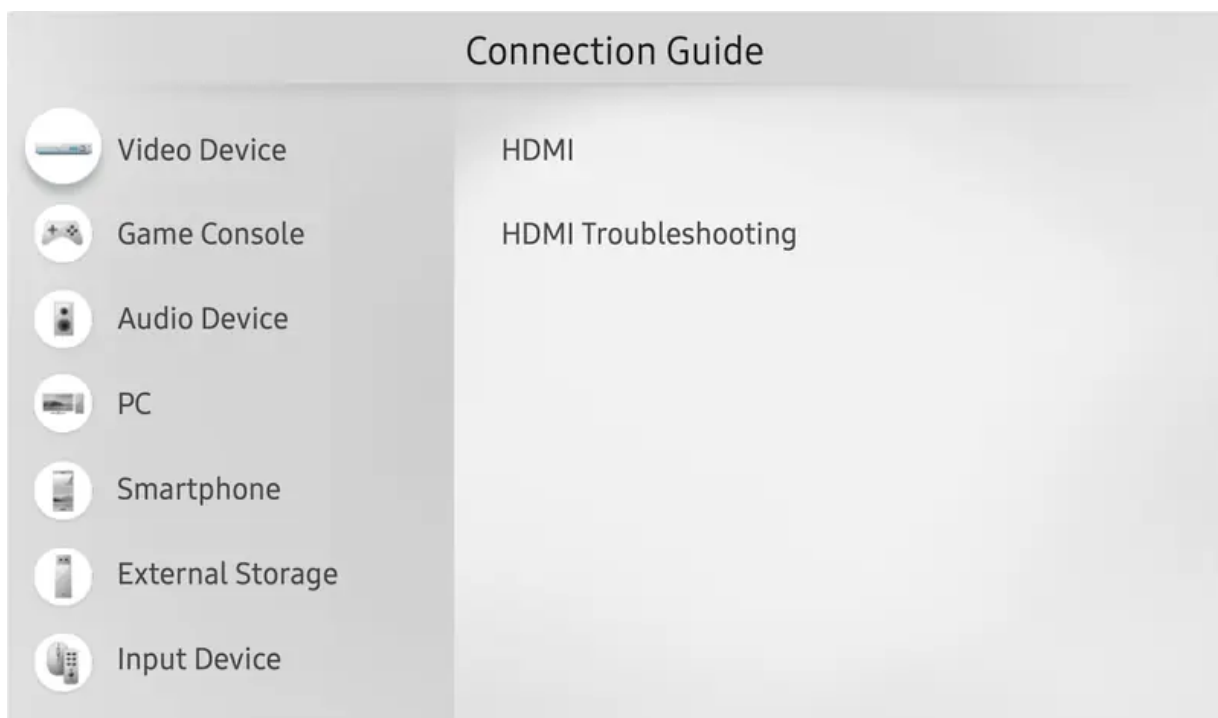 Connection Guide
Video Device
Game Console
Audio Device
PC
Smartphone
External Storage
Input Device
HDMI
HDMI Troubleshooting